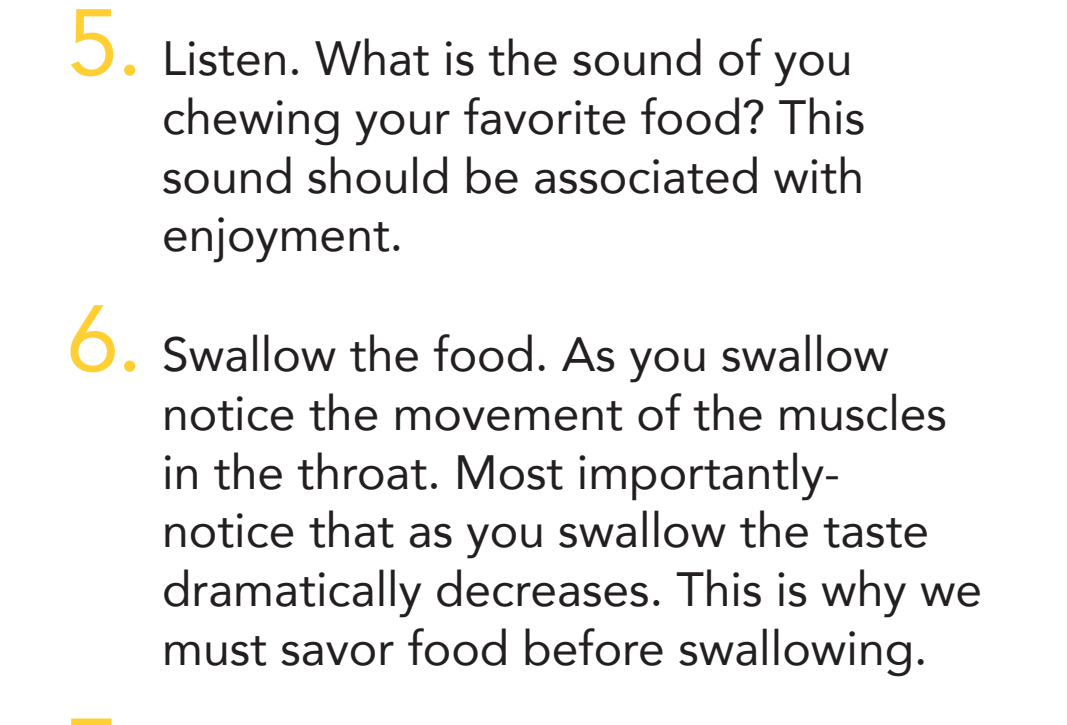 5. Listen. What is the sound of you
chewing your favorite food? This
sound should be associated with
enjoyment.
6. Swallow the food. As you swallow
notice the movement of the muscles
in the throat. Most importantly-
notice that as you swallow the taste
dramatically decreases. This is why we
must savor food before swallowing.